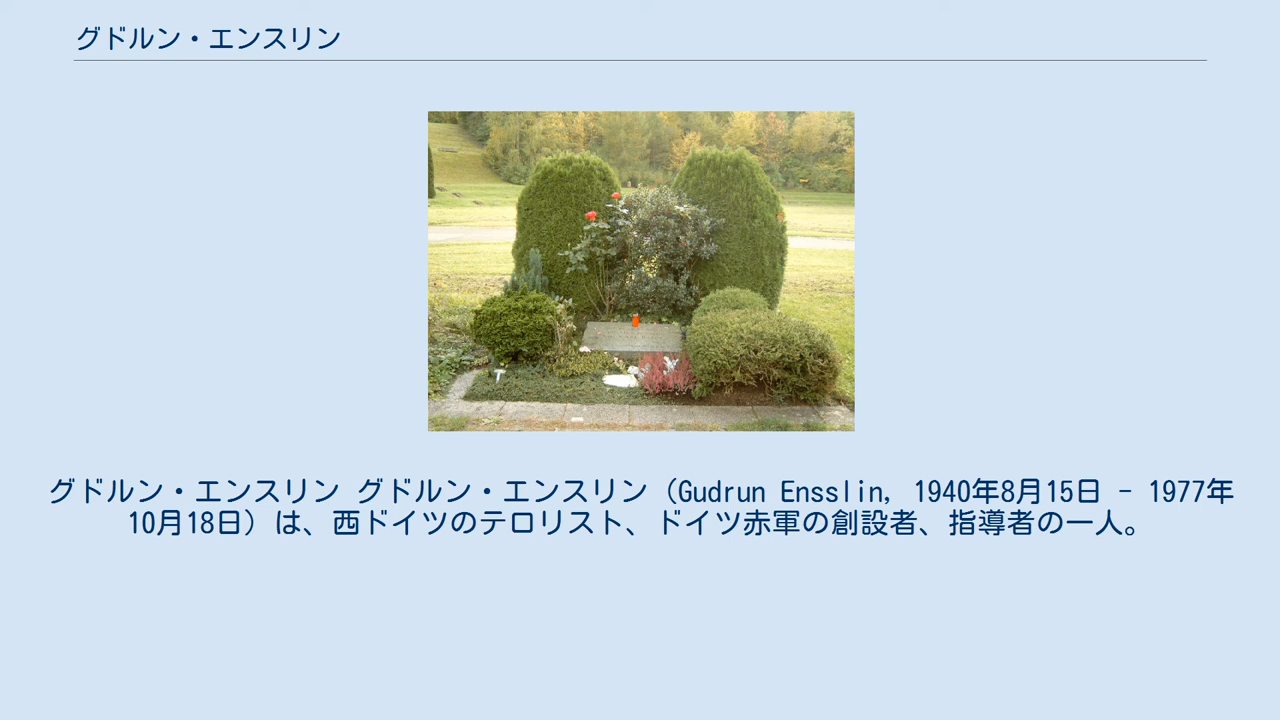 グドルン・エンスリン
グドルン・エンスリン グドルン・エンスリン（Gudrun Ensslin, 1940年8月15日 - 1977年
10月18日）は、西ドイツのテロリスト、ドイツ赤軍の創設者、指導者の一人。